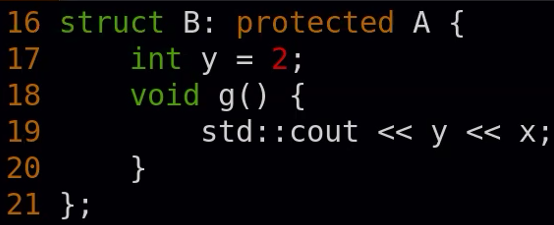 16 struct B: protected A {
17     int y = 2;
18     void g() {
19         std::cout << y << x;
20     }
21 };